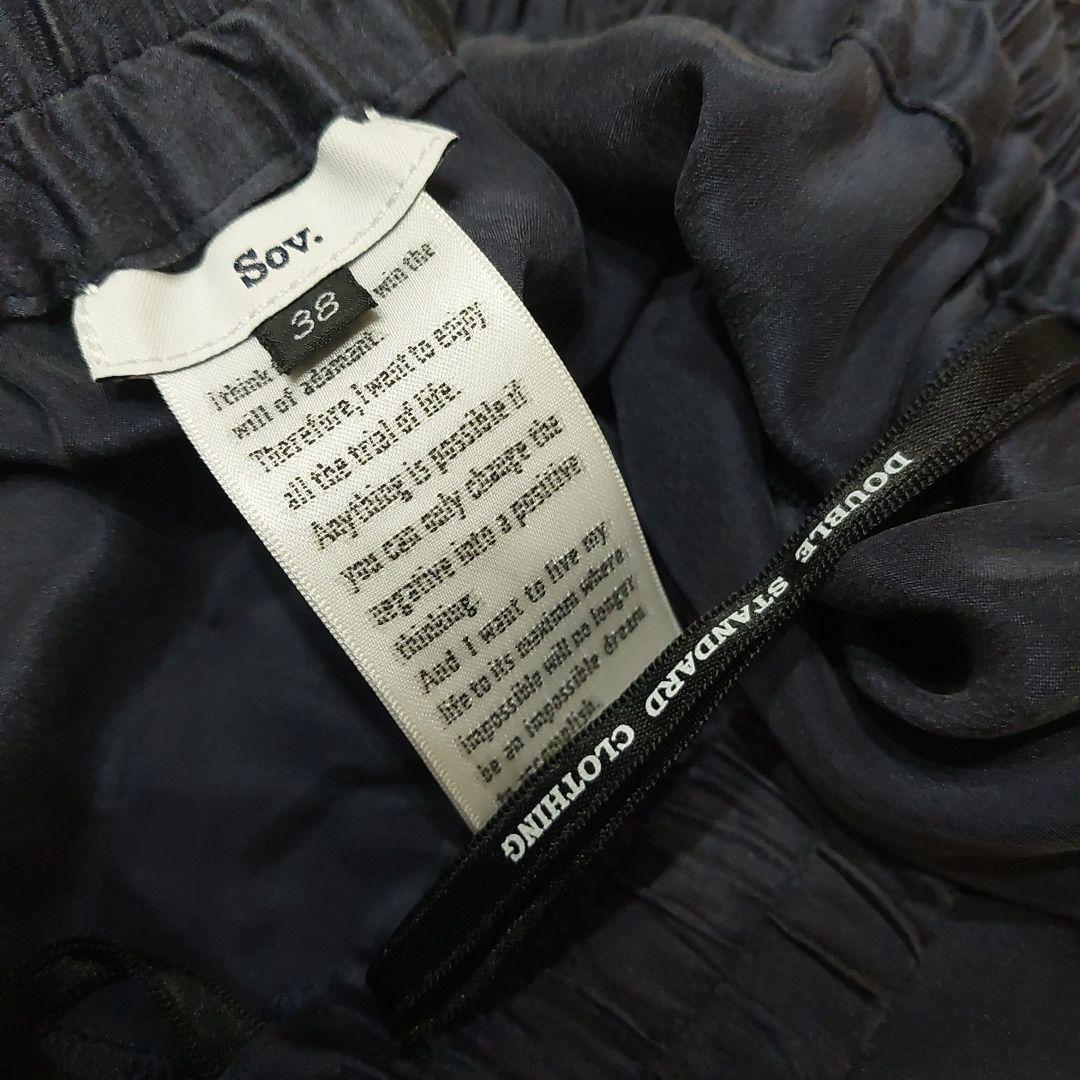 Sov.
38
I think win the
will of adamant.
Therefore, I want to enjoy
all the trial of life.
Anything is possible if
you can only change the
negative into a positive
thinking.
And I want to live my
life to its maximum where
impossible will no longer
be an impossible dream
DOUBLE STANDARD CLOTHING